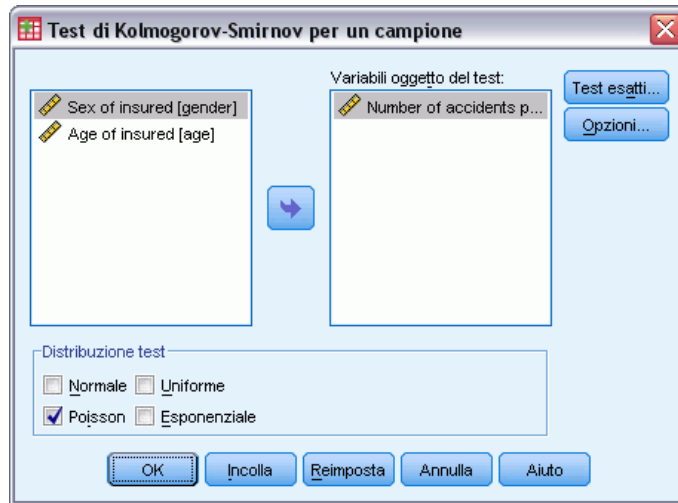 Test di Kolmogorov-Smirnov per un campione
Variabili oggetto del test:
Sex of insured [gender]
Age of insured [age]
Number of accidents p...
Test esatti...
Opzioni...
Distribuzione test
Normale
Uniforme
Poisson
Esponenziale
OK
Incolla
Reimposta
Annulla
Aiuto